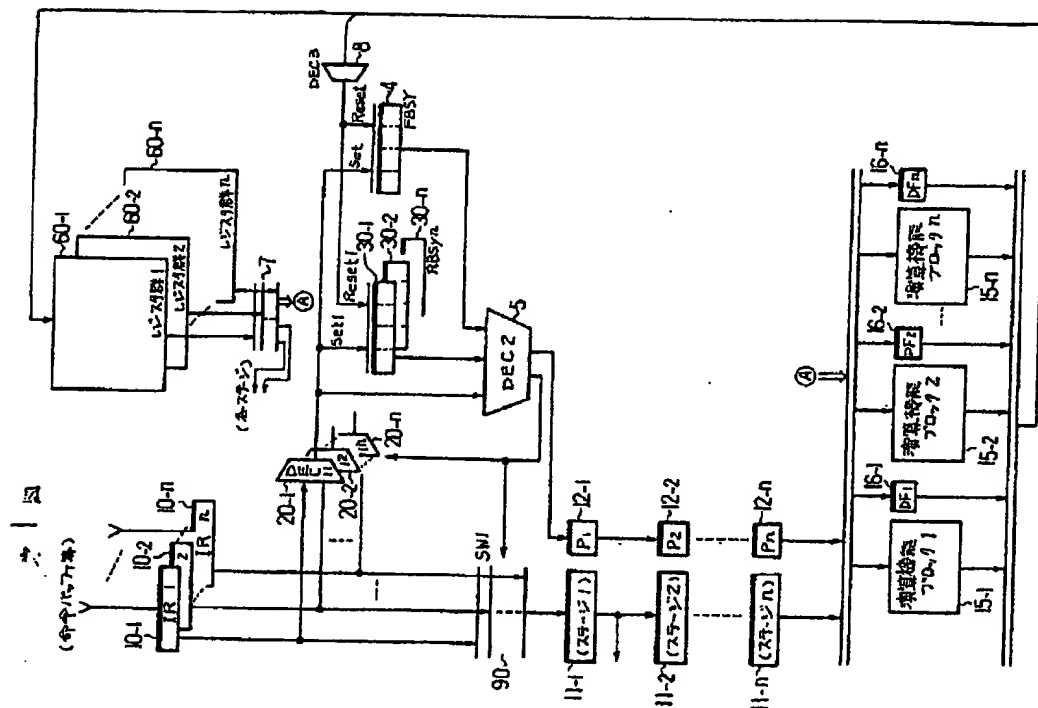 第 1 図
(命令バッファ群)
10-1
IR 1
10-2
2
10-n
IR n
60-1
60-2
60-n
レジスタ群1
レジスタ群2
レジスタ群n
7
Ⓐ
(各ステージ)
DEC3
8
Set
Reset
4
FBSY
Set1
Reset1
30-1
30-2
30-n
RBSyn
20-1
DEC11
20-2
12
20-n
1n
5
DEC2
SW1
90
11-1
(ステージ1)
P1
12-1
11-2
(ステージ2)
P2
12-2
11-n
(ステージn)
Pn
12-n
Ⓐ
15-1
演算機能
ブロック1
16-1
DF1
15-2
演算機能
ブロック2
16-2
DF2
15-n
演算機能
ブロックn
16-n
DFn